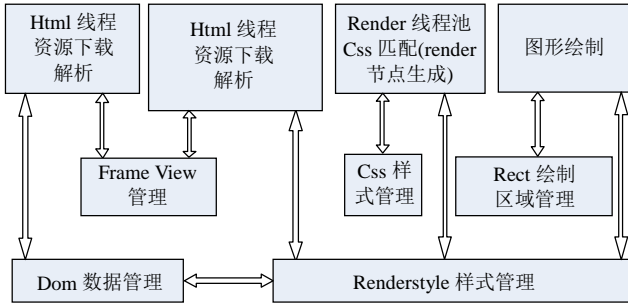 Html 线程
资源下载
解析
Html 线程
资源下载
解析
Render 线程池
Css 匹配(render
节点生成)
图形绘制
Frame View
管理
Css 样
式管理
Rect 绘制
区域管理
Dom 数据管理
Renderstyle 样式管理